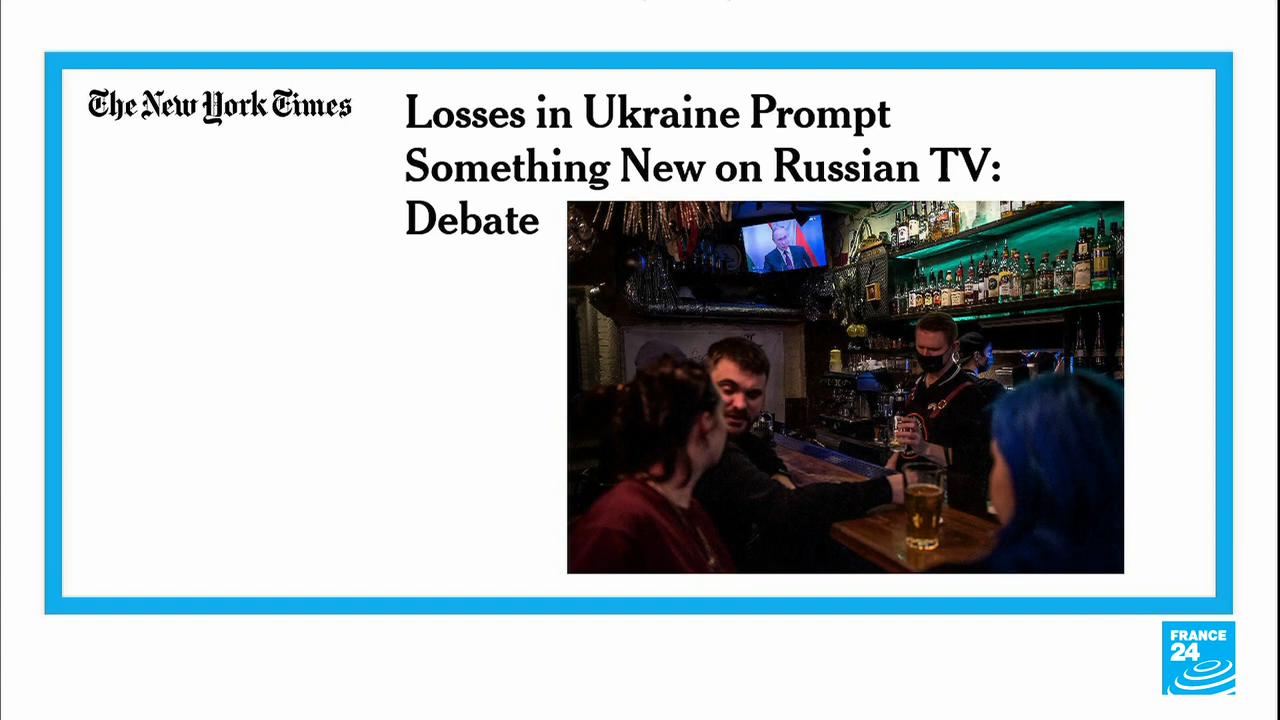 The New York Times
Losses in Ukraine Prompt
Something New on Russian TV:
Debate
FRANCE
24